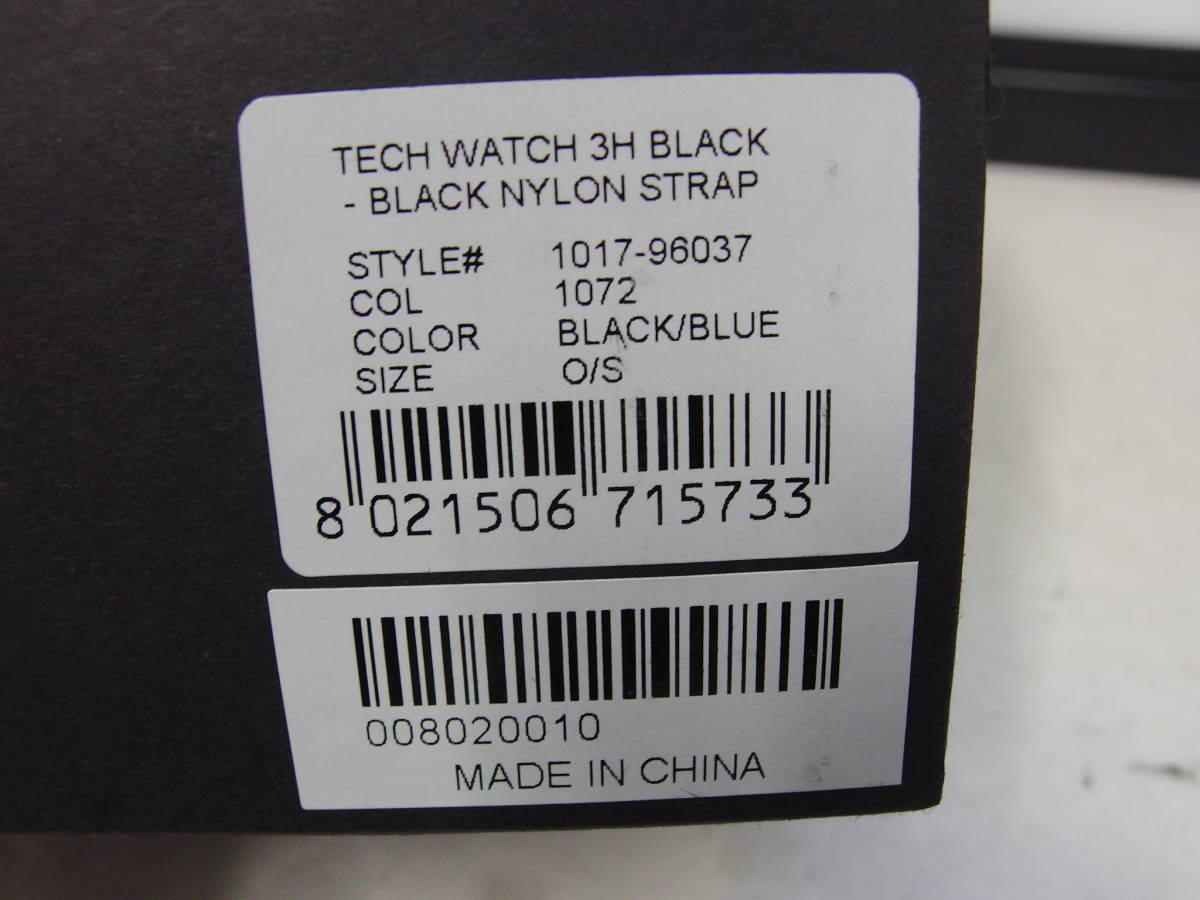 TECH WATCH 3H BLACK
- BLACK NYLON STRAP
STYLE# 1017-96037
COL 1072
COLOR BLACK/BLUE
SIZE O/S
8 021506 715733
008020010
MADE IN CHINA